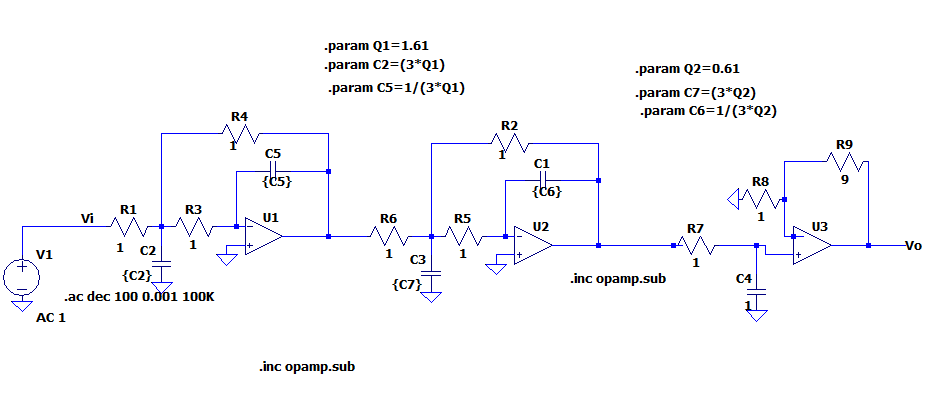 .param Q1=1.61
.param C2=(3*Q1)
.param C5=1/(3*Q1)
.param Q2=0.61
.param C7=(3*Q2)
.param C6=1/(3*Q2)
R4
1
C5
{C5}
R2
1
C1
{C6}
R9
9
R8
1
Vi
R1
1
R3
1
U1
R6
1
R5
1
U2
R7
1
U3
Vo
V1
AC 1
C2
{C2}
C3
{C7}
C4
1
.ac dec 100 0.001 100K
.inc opamp.sub
.inc opamp.sub